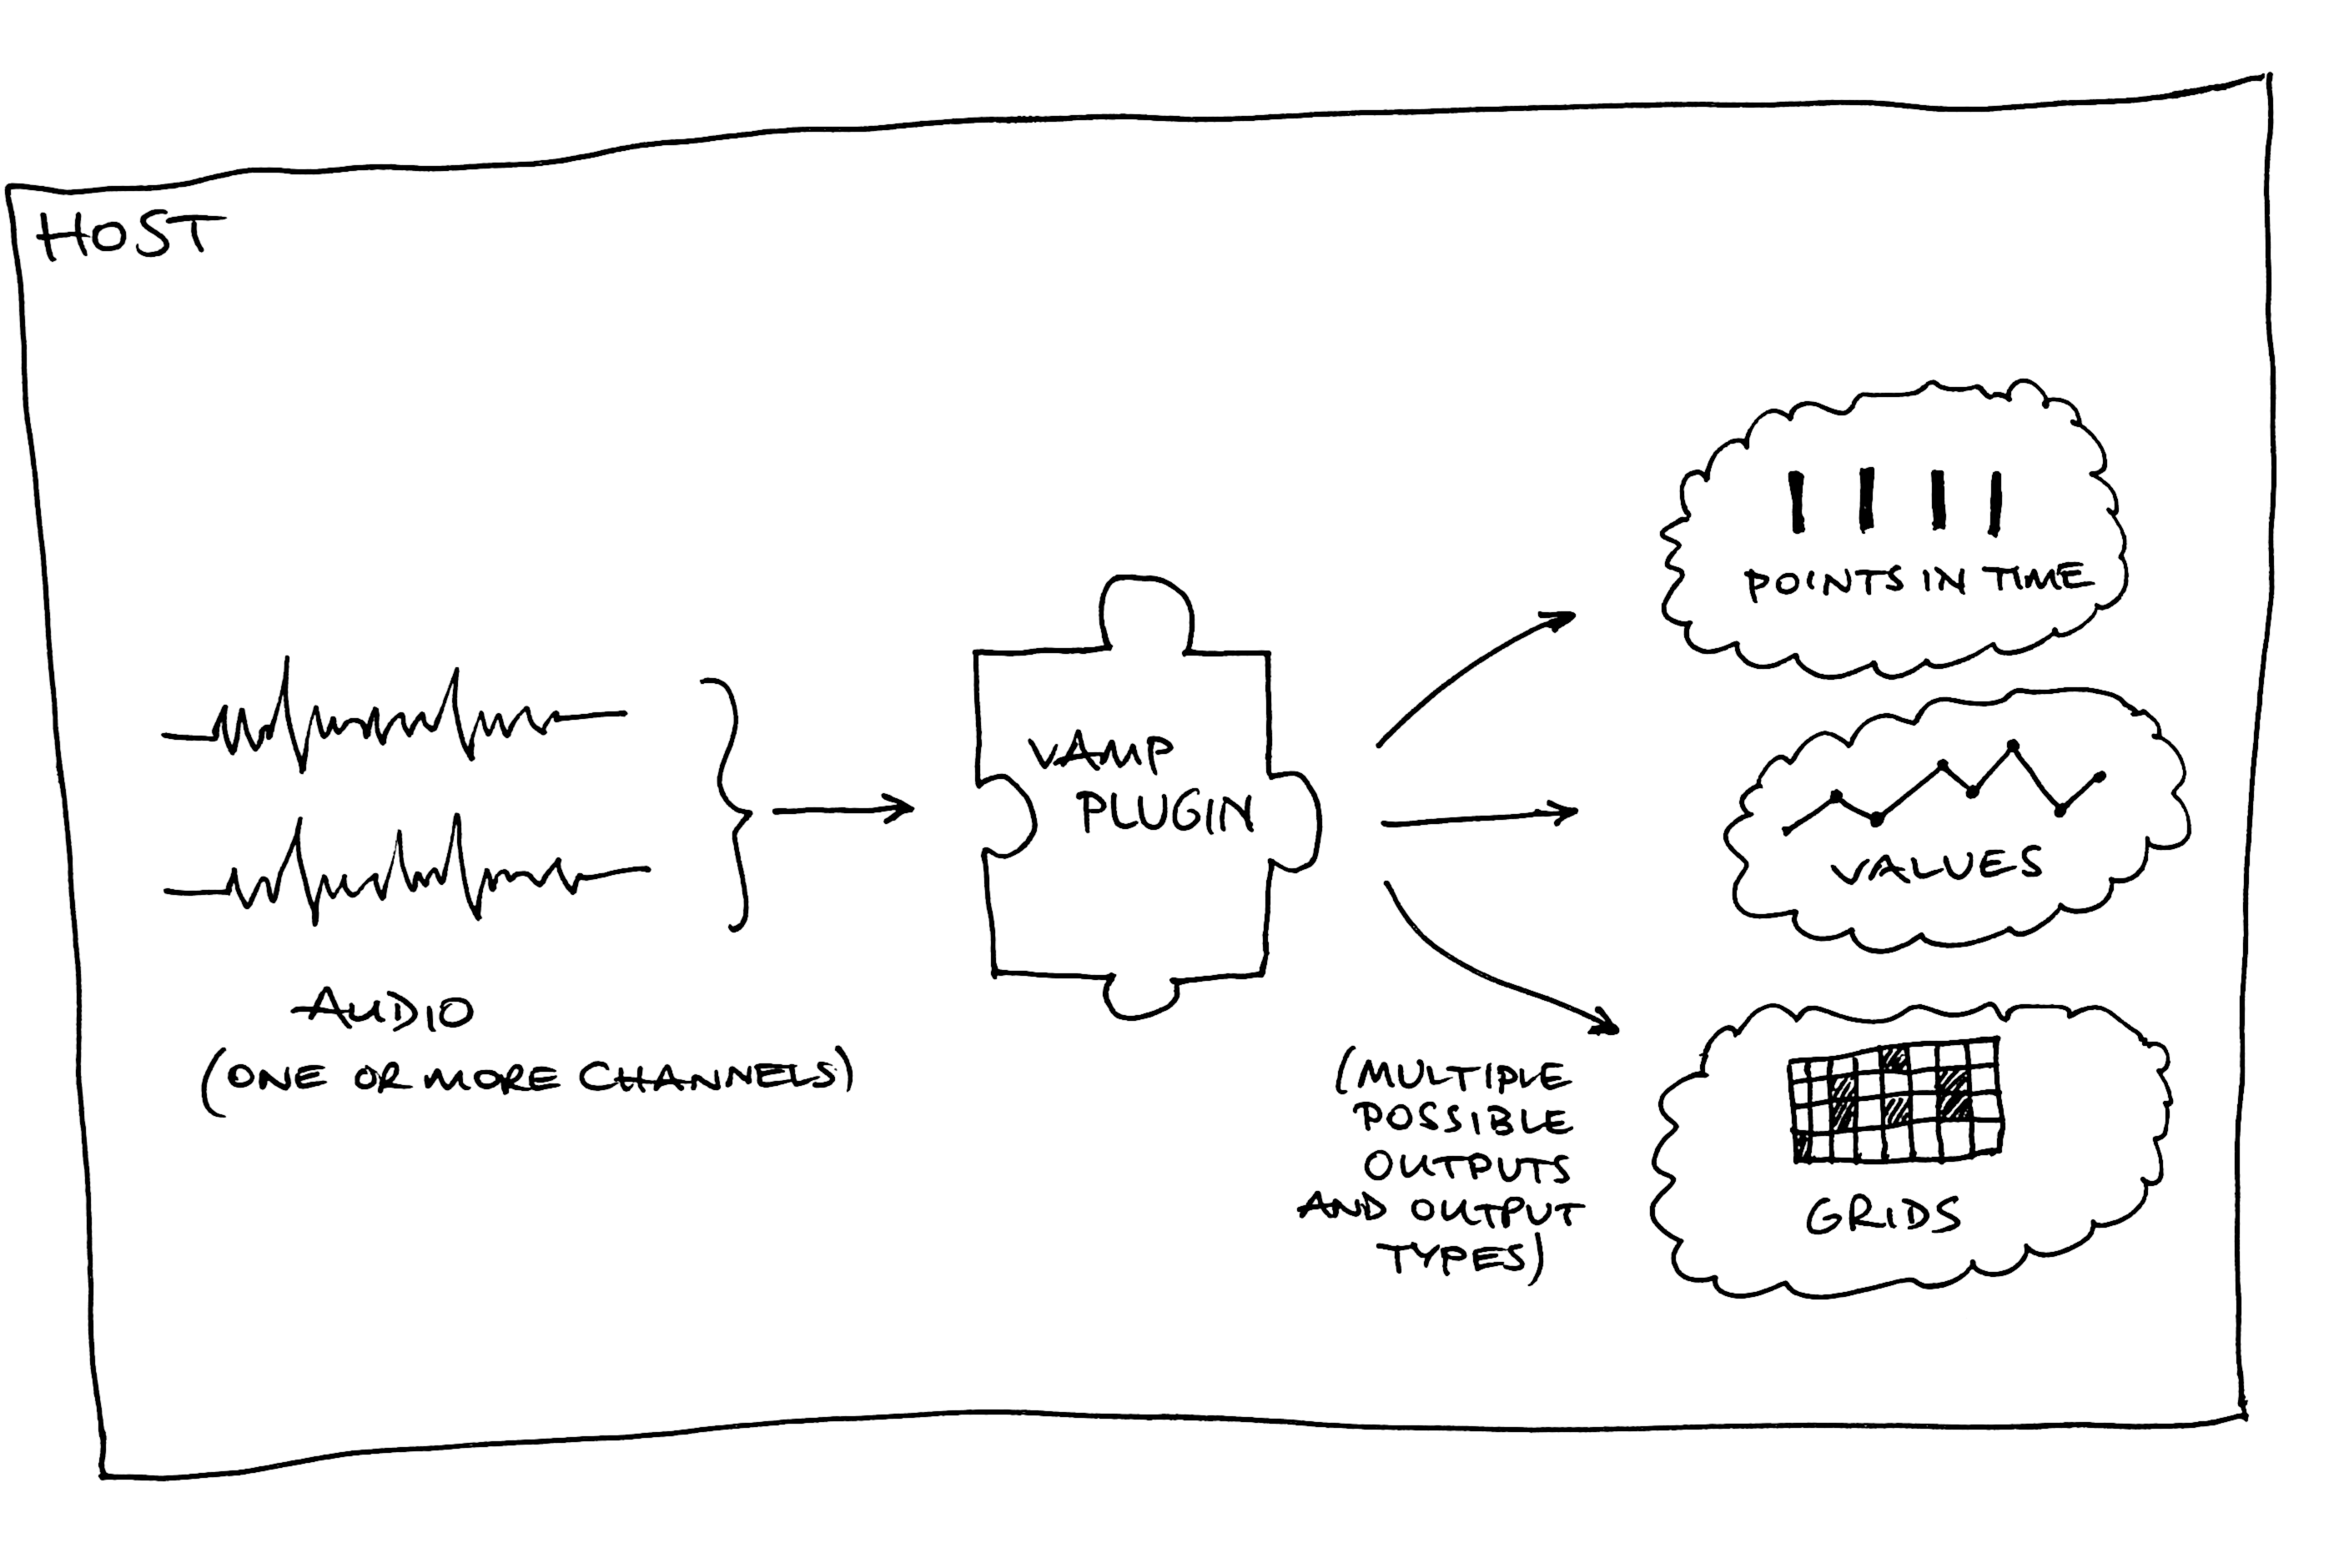 HOST
POINTS IN TIME
VAMP
PLUGIN
VALUES
AUDIO
(ONE OR MORE CHANNELS)
(MULTIPLE
POSSIBLE
OUTPUTS
AND OUTPUT
TYPES)
GRIDS